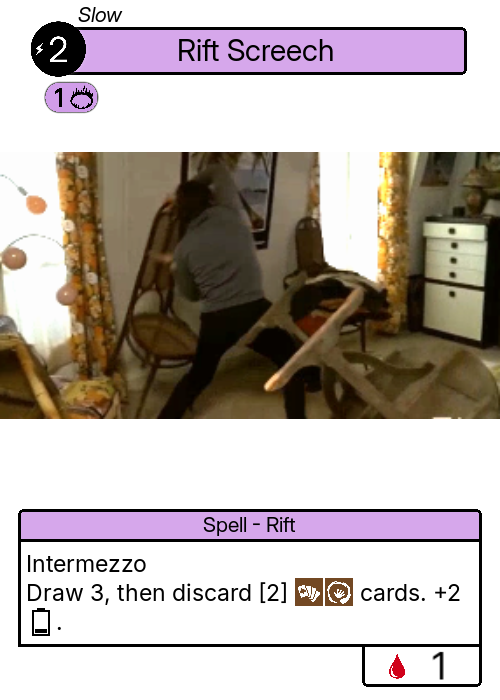 Slow
2
Rift Screech
1
Spell - Rift
Intermezzo
Draw 3, then discard [2] cards. +2
.
1